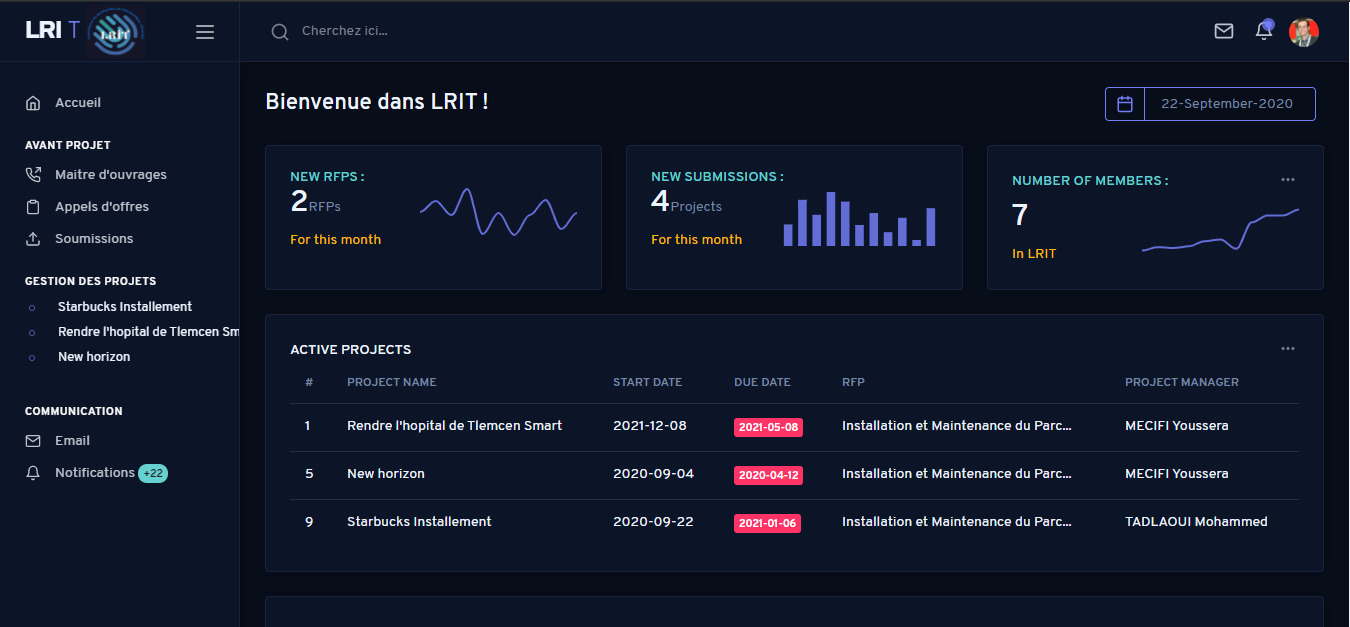 LRI T
LRIT
Cherchez ici...
Accueil
AVANT PROJET
Maitre d'ouvrages
Appels d'offres
Soumissions
GESTION DES PROJETS
Starbucks Installement
Rendre l'hopital de Tlemcen Sm
New horizon
COMMUNICATION
Email
Notifications +22
Bienvenue dans LRIT !
22-September-2020
NEW RFPS :
2 RFPs
For this month
NEW SUBMISSIONS :
4 Projects
For this month
NUMBER OF MEMBERS :
7
In LRIT
ACTIVE PROJECTS
# PROJECT NAME START DATE DUE DATE RFP PROJECT MANAGER
1 Rendre l'hopital de Tlemcen Smart 2021-12-08 2021-05-08 Installation et Maintenance du Parc... MECIFI Youssera
5 New horizon 2020-09-04 2020-04-12 Installation et Maintenance du Parc... MECIFI Youssera
9 Starbucks Installement 2020-09-22 2021-01-06 Installation et Maintenance du Parc... TADLAOUI Mohammed